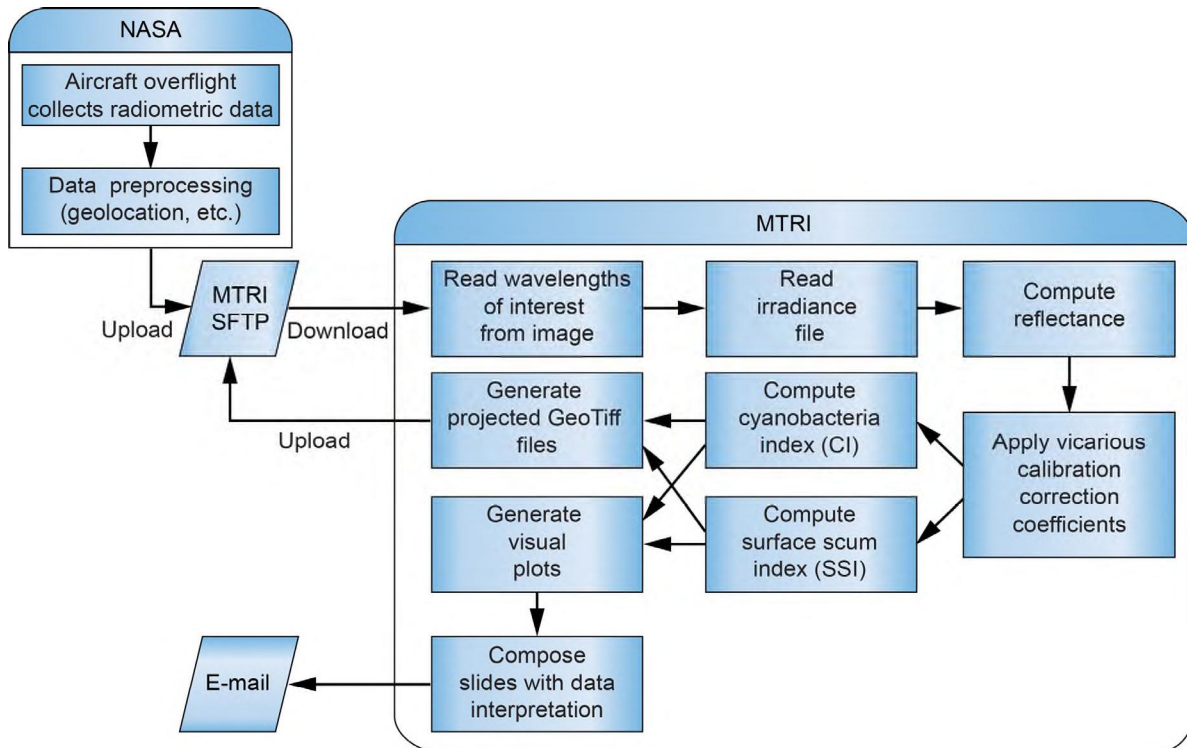 NASA
Aircraft overflight
collects radiometric data
Data preprocessing
(geolocation, etc.)
Upload
MTRI
SFTP
Download
MTRI
Read wavelengths
of interest
from image
Read
irradiance
file
Compute
reflectance
Apply vicarious
calibration
correction
coefficients
Compute
cyanobacteria
index (CI)
Compute
surface scum
index (SSI)
Generate
projected GeoTiff
files
Upload
Generate
visual
plots
Compose
slides with data
interpretation
E-mail